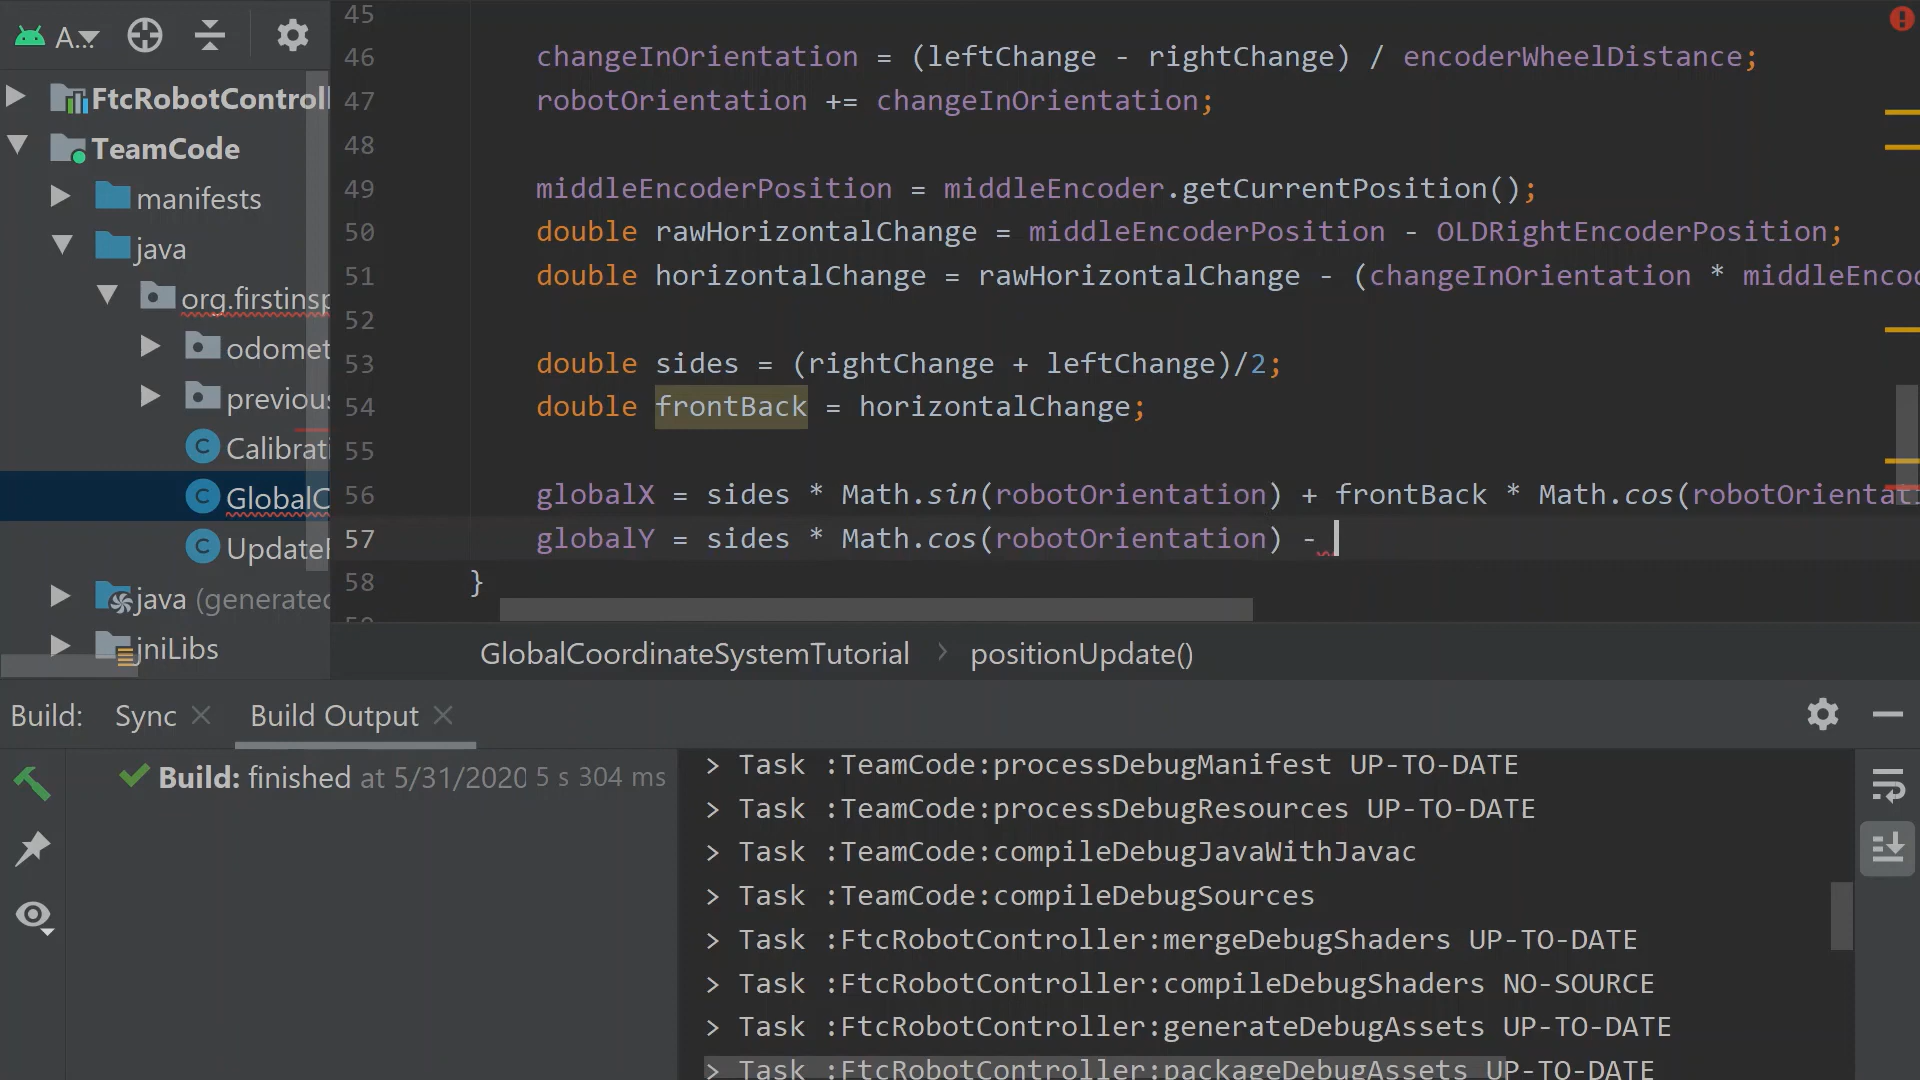 A...
FtcRobotControll
TeamCode
manifests
java
org.firstinsp
odomet
previous
Calibrati
GlobalC
UpdateF
java (generated
jniLibs
45
46 changeInOrientation = (leftChange - rightChange) / encoderWheelDistance;
47 robotOrientation += changeInOrientation;
48
49 middleEncoderPosition = middleEncoder.getCurrentPosition();
50 double rawHorizontalChange = middleEncoderPosition - OLDRightEncoderPosition;
51 double horizontalChange = rawHorizontalChange - (changeInOrientation * middleEncod
52
53 double sides = (rightChange + leftChange)/2;
54 double frontBack = horizontalChange;
55
56 globalX = sides * Math.sin(robotOrientation) + frontBack * Math.cos(robotOrientati
57 globalY = sides * Math.cos(robotOrientation) -
58 }
GlobalCoordinateSystemTutorial > positionUpdate()
Build: Sync Build Output
Build: finished at 5/31/2020 5 s 304 ms
> Task :TeamCode:processDebugManifest UP-TO-DATE
> Task :TeamCode:processDebugResources UP-TO-DATE
> Task :TeamCode:compileDebugJavaWithJavac
> Task :TeamCode:compileDebugSources
> Task :FtcRobotController:mergeDebugShaders UP-TO-DATE
> Task :FtcRobotController:compileDebugShaders NO-SOURCE
> Task :FtcRobotController:generateDebugAssets UP-TO-DATE
> Task :FtcRobotController:packageDebugAssets UP-TO-DATE